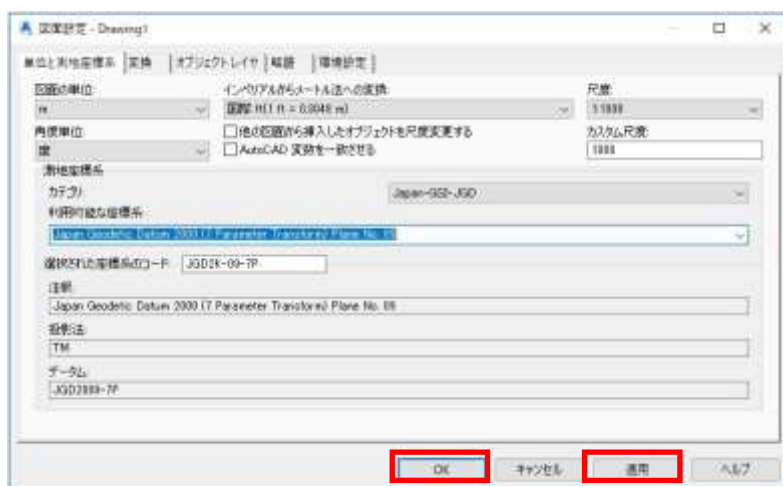 図面設定 - Drawing1
単位と測地座標系 変換 オブジェクトレイヤ 略語 環境設定
図面の単位: インペリアルからメートル法への変換: 尺度:
m 国際 ft(1 ft = 0.3048 m) 1:1000
角度単位: 他の図面から挿入したオブジェクトを尺度変更する カスタム尺度:
度 AutoCAD 変数を一致させる 1000
測地座標系
カテゴリ: Japan-GSI-JGD
利用可能な座標系:
Japan Geodetic Datum 2000 (7 Parameter Transform) Plane No. 09
選択された座標系のコード: JGD2K-09-7P
注釈:
Japan Geodetic Datum 2000 (7 Parameter Transform) Plane No. 09
投影法:
TM
データム:
JGD2000-7P
OK キャンセル 適用 ヘルプ